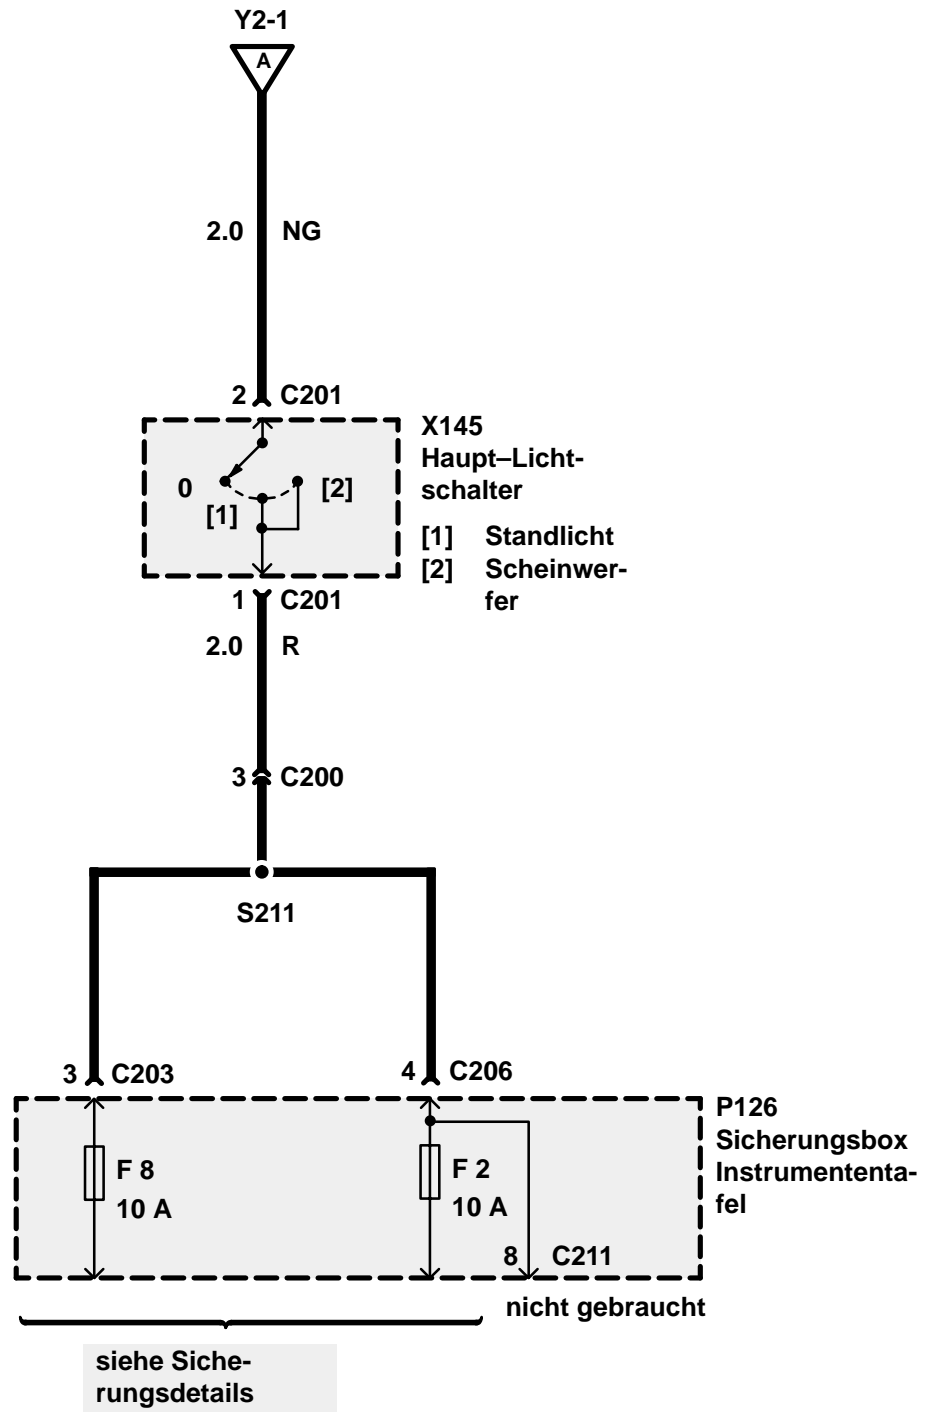 Y2-1
A
2.0 NG
2 C201
X145
Haupt–Licht-
schalter
0 [1] [2]
[1] Standlicht
[2] Scheinwer-
fer
1 C201
2.0 R
3 C200
S211
3 C203
4 C206
P126
Sicherungsbox
Instrumententa-
fel
F 8
10 A
F 2
10 A
8 C211
nicht gebraucht
siehe Siche-
rungsdetails